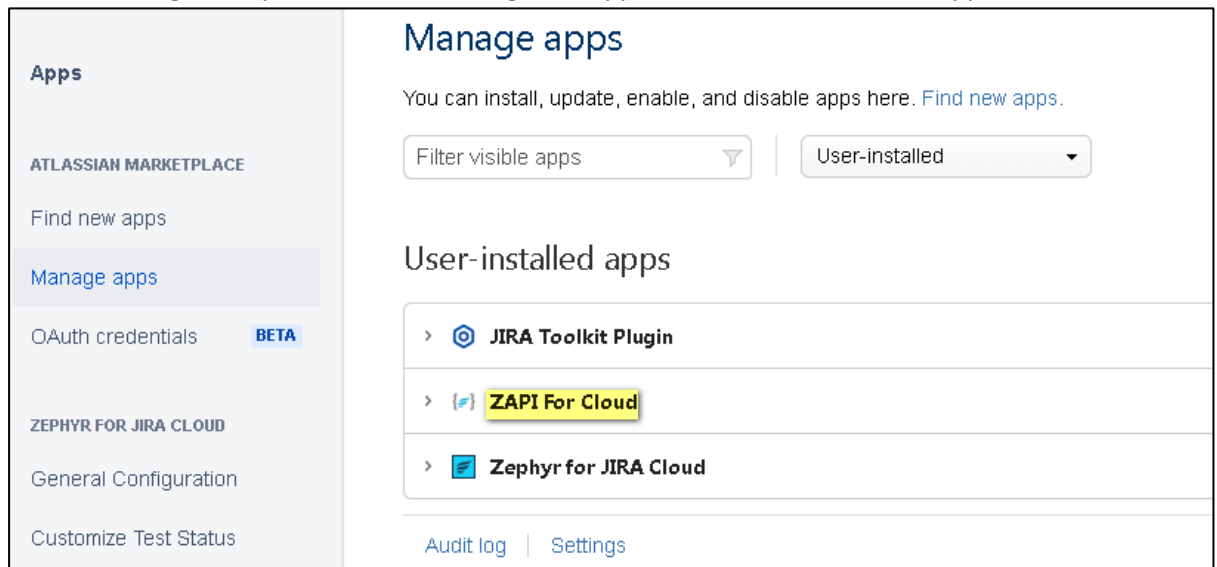 Apps
ATLASSIAN MARKETPLACE
Find new apps
Manage apps
OAuth credentials BETA
ZEPHYR FOR JIRA CLOUD
General Configuration
Customize Test Status
Manage apps
You can install, update, enable, and disable apps here. Find new apps.
Filter visible apps
User-installed
User-installed apps
JIRA Toolkit Plugin
ZAPI For Cloud
Zephyr for JIRA Cloud
Audit log
Settings